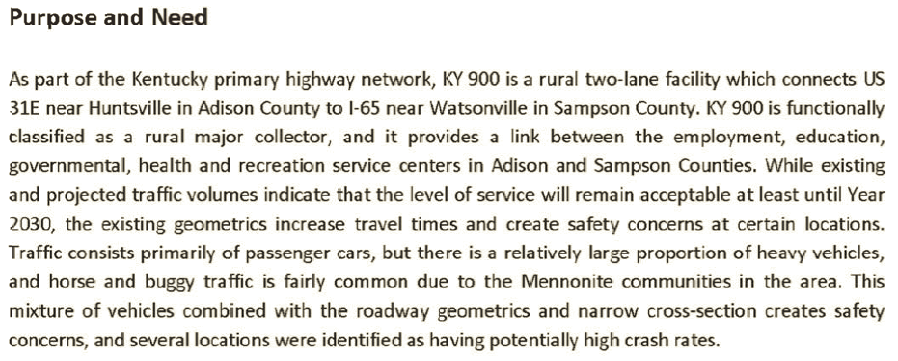 Purpose and Need
As part of the Kentucky primary highway network, KY 900 is a rural two-lane facility which connects US
31E near Huntsville in Adison County to I-65 near Watsonville in Sampson County. KY 900 is functionally
classified as a rural major collector, and it provides a link between the employment, education,
governmental, health and recreation service centers in Adison and Sampson Counties. While existing
and projected traffic volumes indicate that the level of service will remain acceptable at least until Year
2030, the existing geometrics increase travel times and create safety concerns at certain locations.
Traffic consists primarily of passenger cars, but there is a relatively large proportion of heavy vehicles,
and horse and buggy traffic is fairly common due to the Mennonite communities in the area. This
mixture of vehicles combined with the roadway geometrics and narrow cross-section creates safety
concerns, and several locations were identified as having potentially high crash rates.